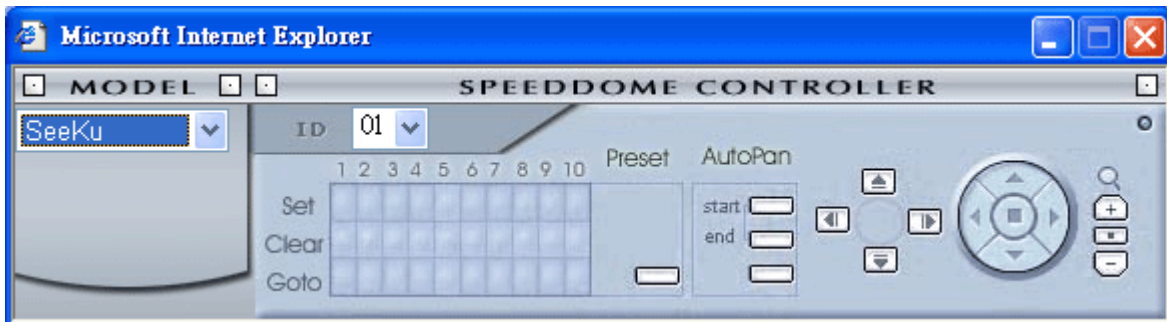 Microsoft Internet Explorer
MODEL SPEEDDOME CONTROLLER
SeeKu ID 01
1 2 3 4 5 6 7 8 9 10 Preset AutoPan
Set start
Clear end
Goto